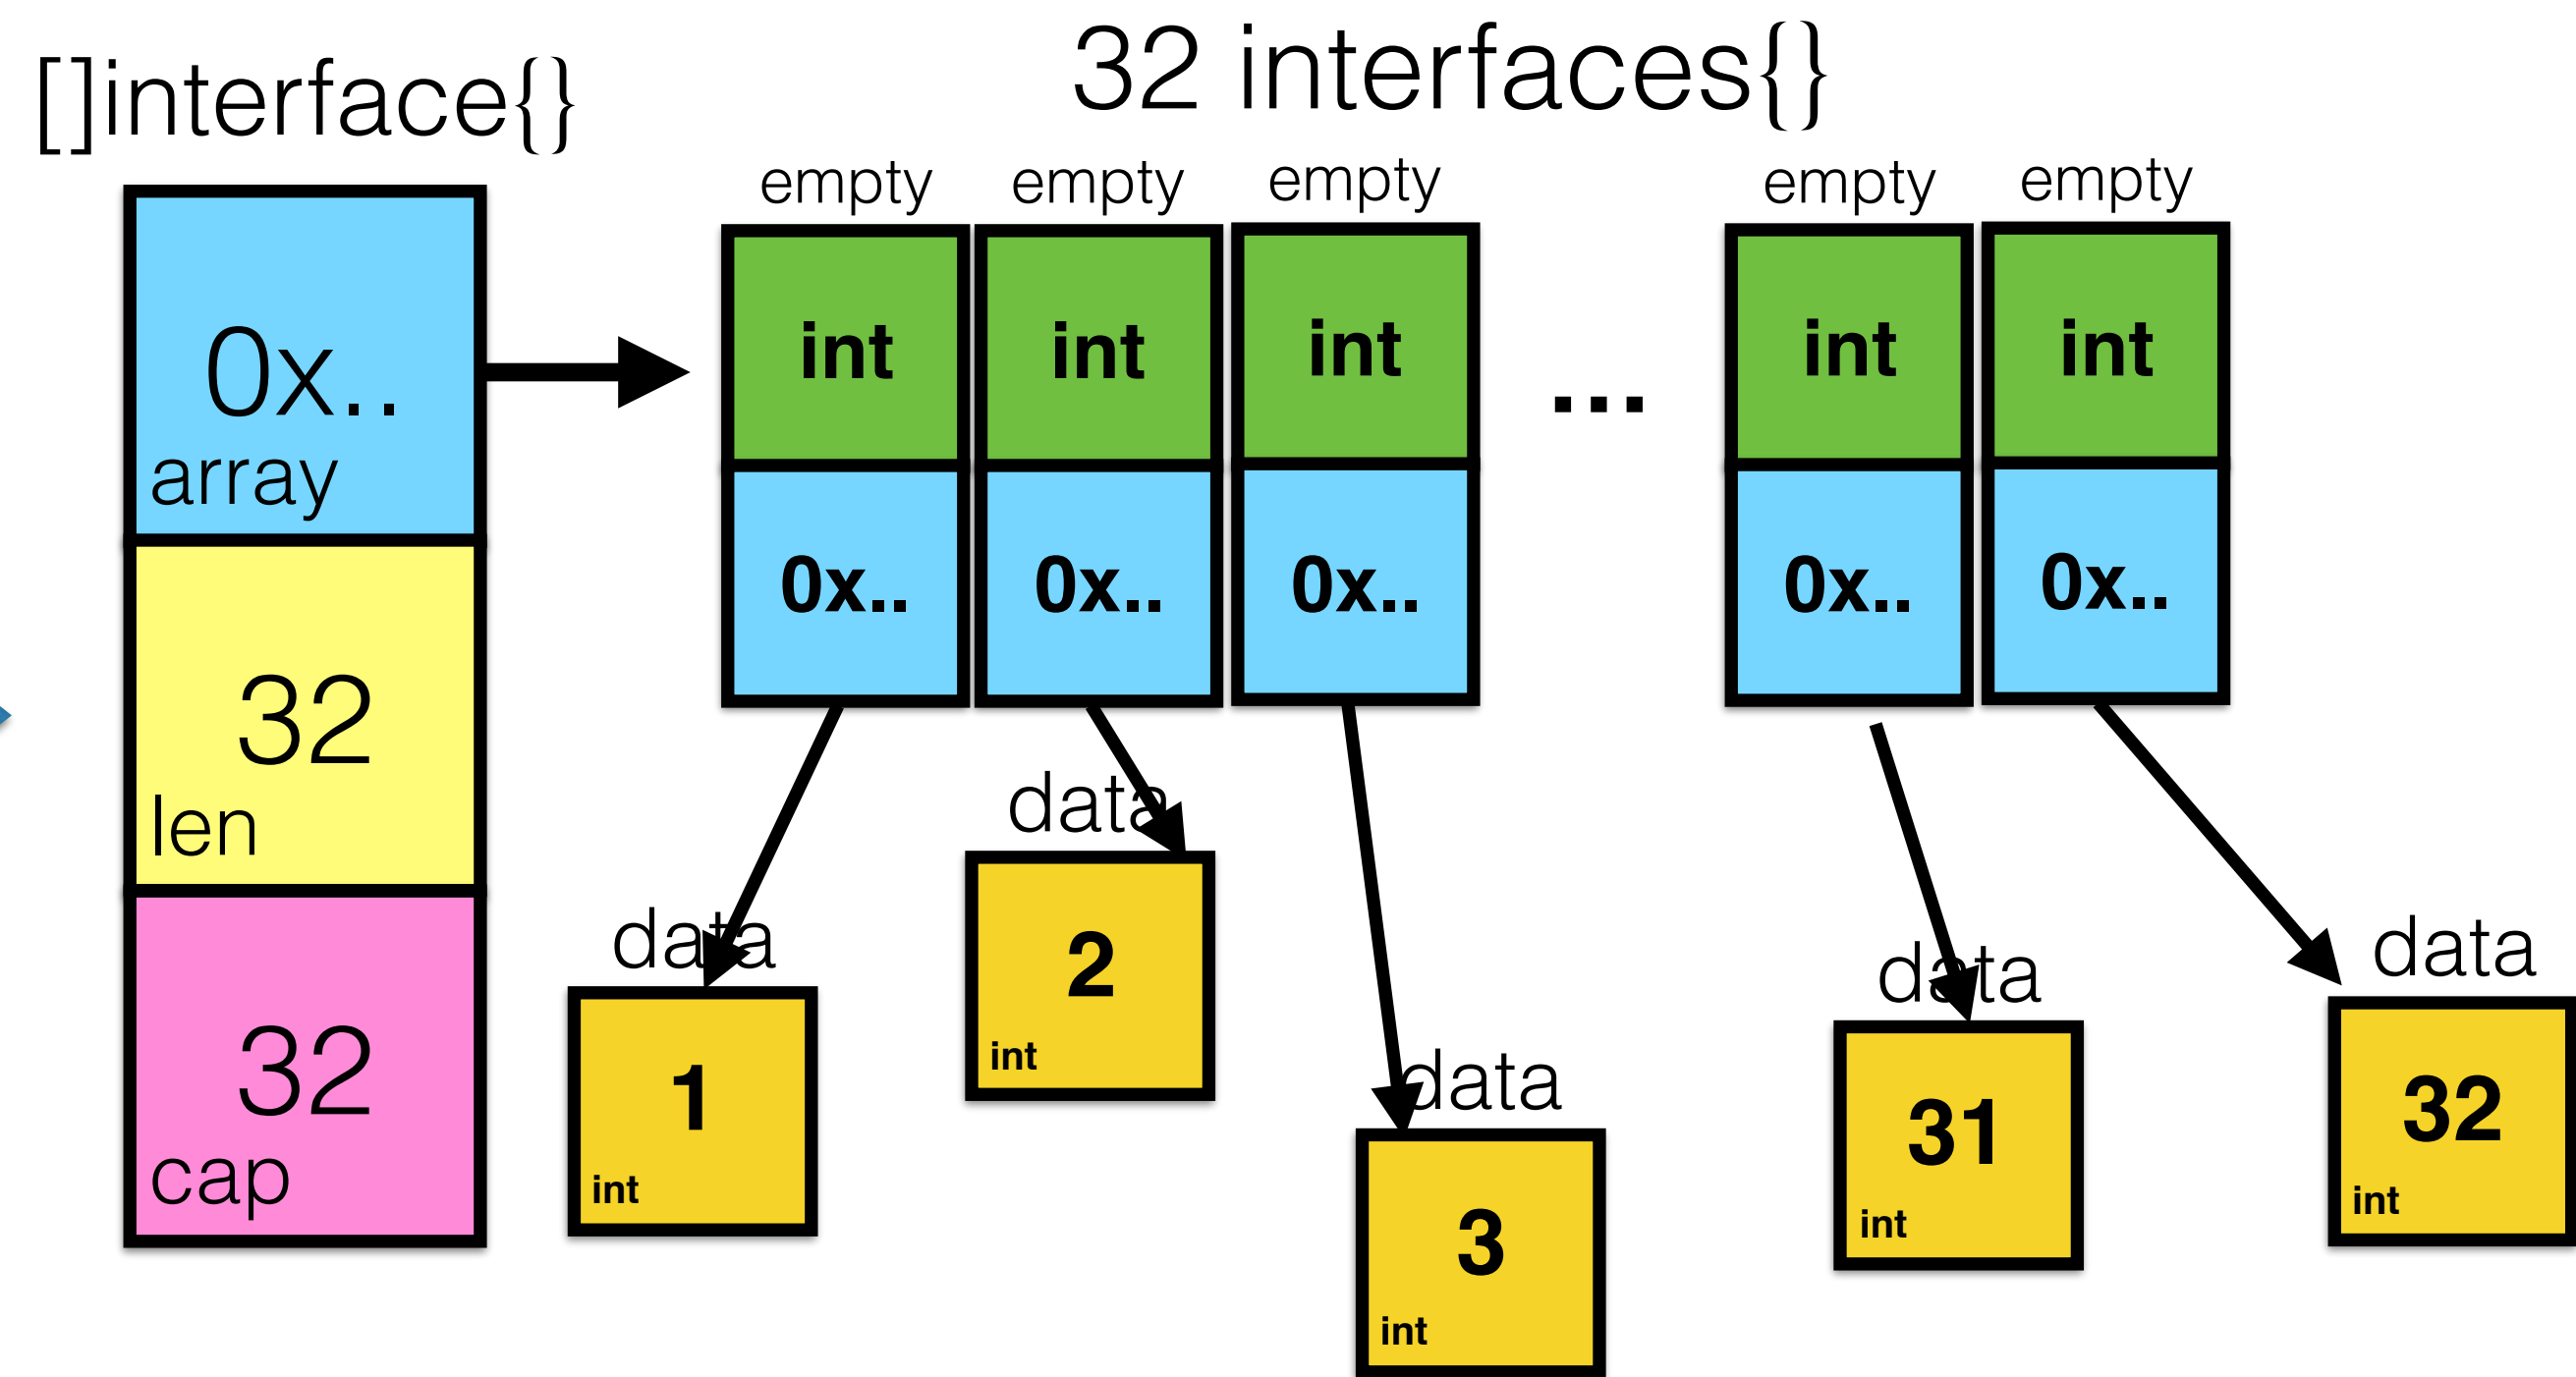 []interface{}
32 interfaces{}
empty empty empty empty empty
int int int ... int int
0x..
array
0x.. 0x.. 0x.. 0x.. 0x..
32
len
32
cap
data
1
int
data
2
int
data
3
int
data
31
int
data
32
int